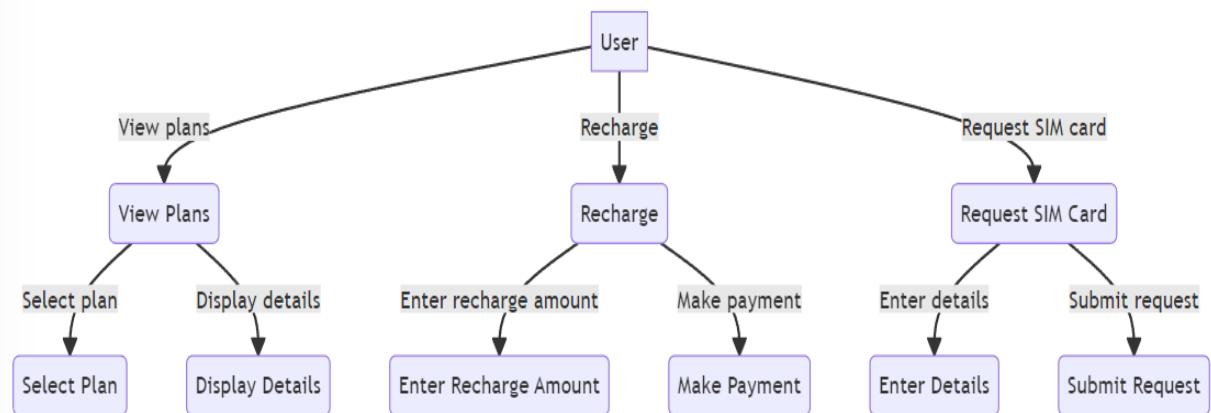 User
View plans
Recharge
Request SIM card
View Plans
Recharge
Request SIM Card
Select plan
Display details
Enter recharge amount
Make payment
Enter details
Submit request
Select Plan
Display Details
Enter Recharge Amount
Make Payment
Enter Details
Submit Request